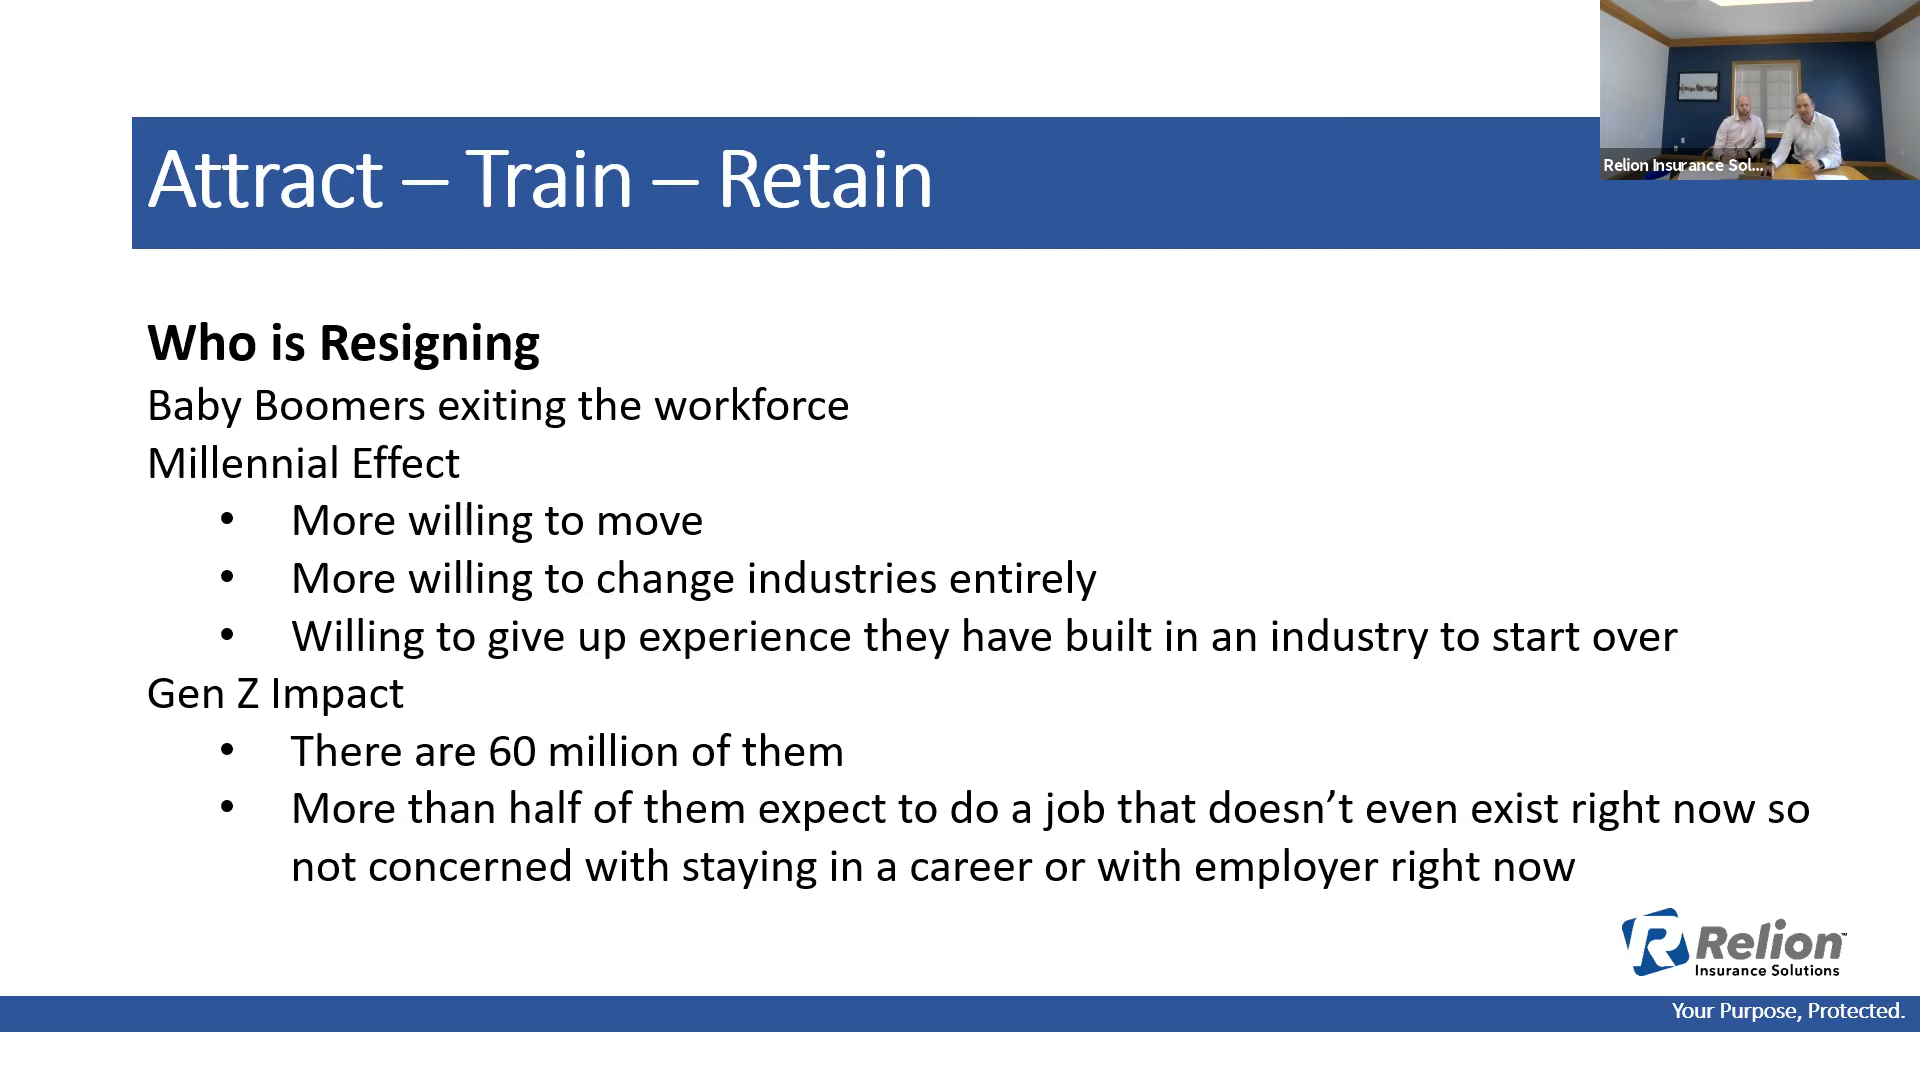 Attract – Train – Retain
Relion Insurance Sol...
Who is Resigning
Baby Boomers exiting the workforce
Millennial Effect
• More willing to move
• More willing to change industries entirely
• Willing to give up experience they have built in an industry to start over
Gen Z Impact
• There are 60 million of them
• More than half of them expect to do a job that doesn’t even exist right now so
not concerned with staying in a career or with employer right now
Relion™
Insurance Solutions
Your Purpose, Protected.